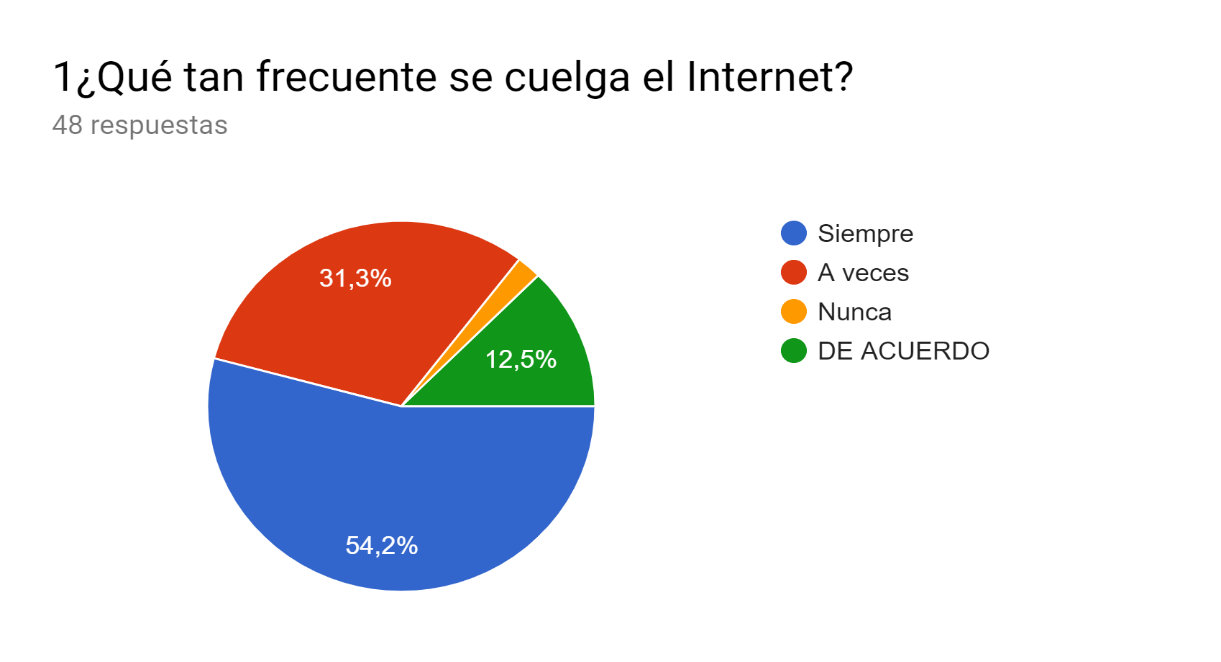 1¿Qué tan frecuente se cuelga el Internet?
48 respuestas
31,3%
12,5%
54,2%
Siempre
A veces
Nunca
DE ACUERDO